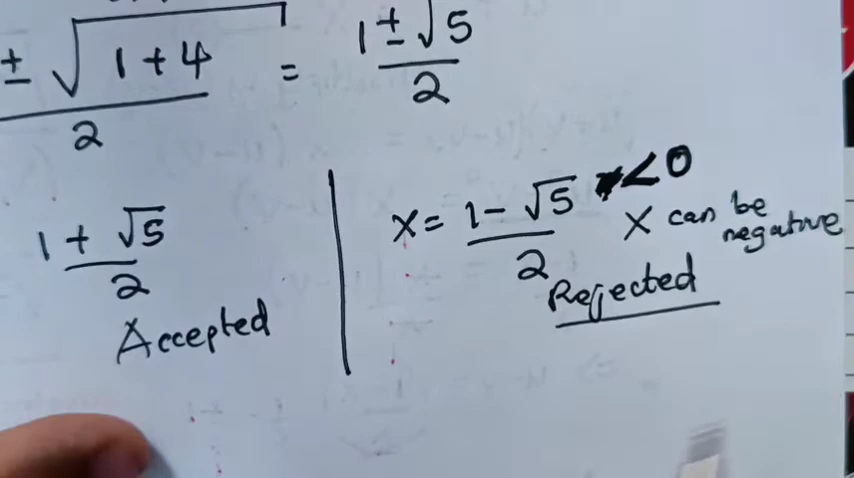 ± √1 + 4 / 2 = 1 ± √5 / 2
1 + √5 / 2
Accepted
x = 1 - √5 / 2 < 0
X can be
negative
Rejected